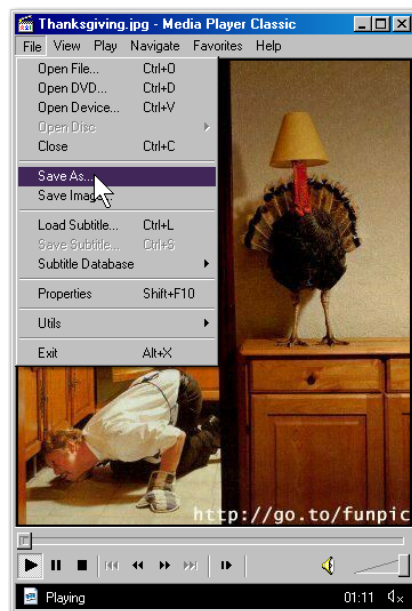 Thanksgiving.jpg - Media Player Classic
File View Play Navigate Favorites Help
Open File... Ctrl+O
Open DVD... Ctrl+D
Open Device... Ctrl+V
Open Disc
Close Ctrl+C
Save As...
Save Image...
Load Subtitle... Ctrl+L
Save Subtitle... Ctrl+S
Subtitle Database
Properties Shift+F10
Utils
Exit Alt+X
http://go.to/funpic
Playing 01:11